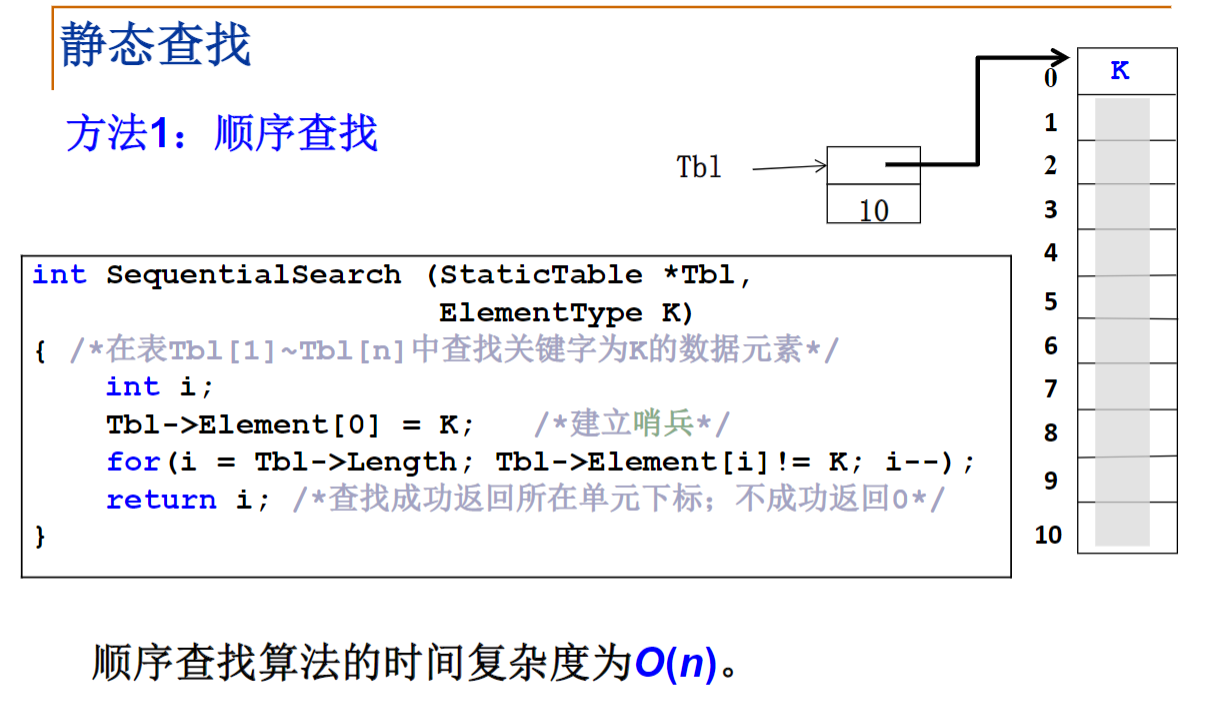 静态查找
方法1：顺序查找
Tbl
10
K
0
1
2
3
4
5
6
7
8
9
10
int SequentialSearch (StaticTable *Tbl,
ElementType K)
{ /*在表Tbl[1]~Tbl[n]中查找关键字为K的数据元素*/
int i;
Tbl->Element[0] = K; /*建立哨兵*/
for(i = Tbl->Length; Tbl->Element[i]!= K; i--);
return i; /*查找成功返回所在单元下标；不成功返回0*/
}
顺序查找算法的时间复杂度为O(n)。